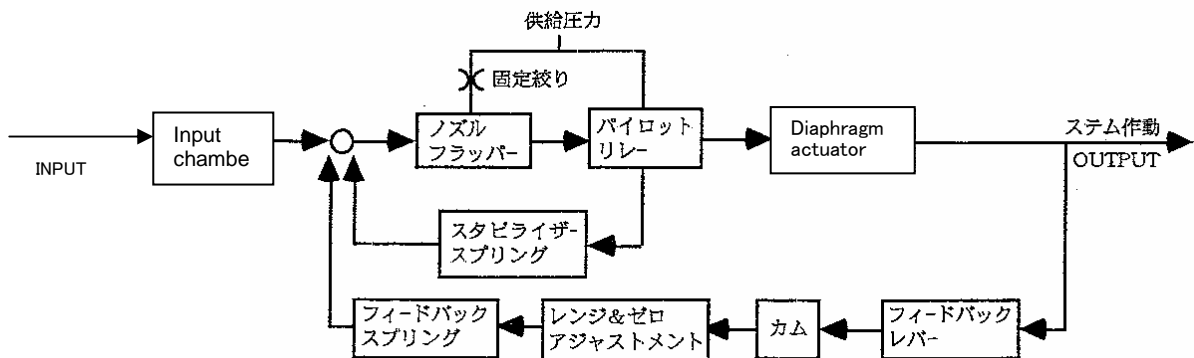 供給圧力
固定絞り
INPUT
Input
chambe
ノズル
フラッパー
パイロット
リレー
Diaphragm
actuator
ステム作動
OUTPUT
スタビライザー
スプリング
フィードバック
スプリング
レンジ&ゼロ
アジャストメント
カム
フィードバック
レバー